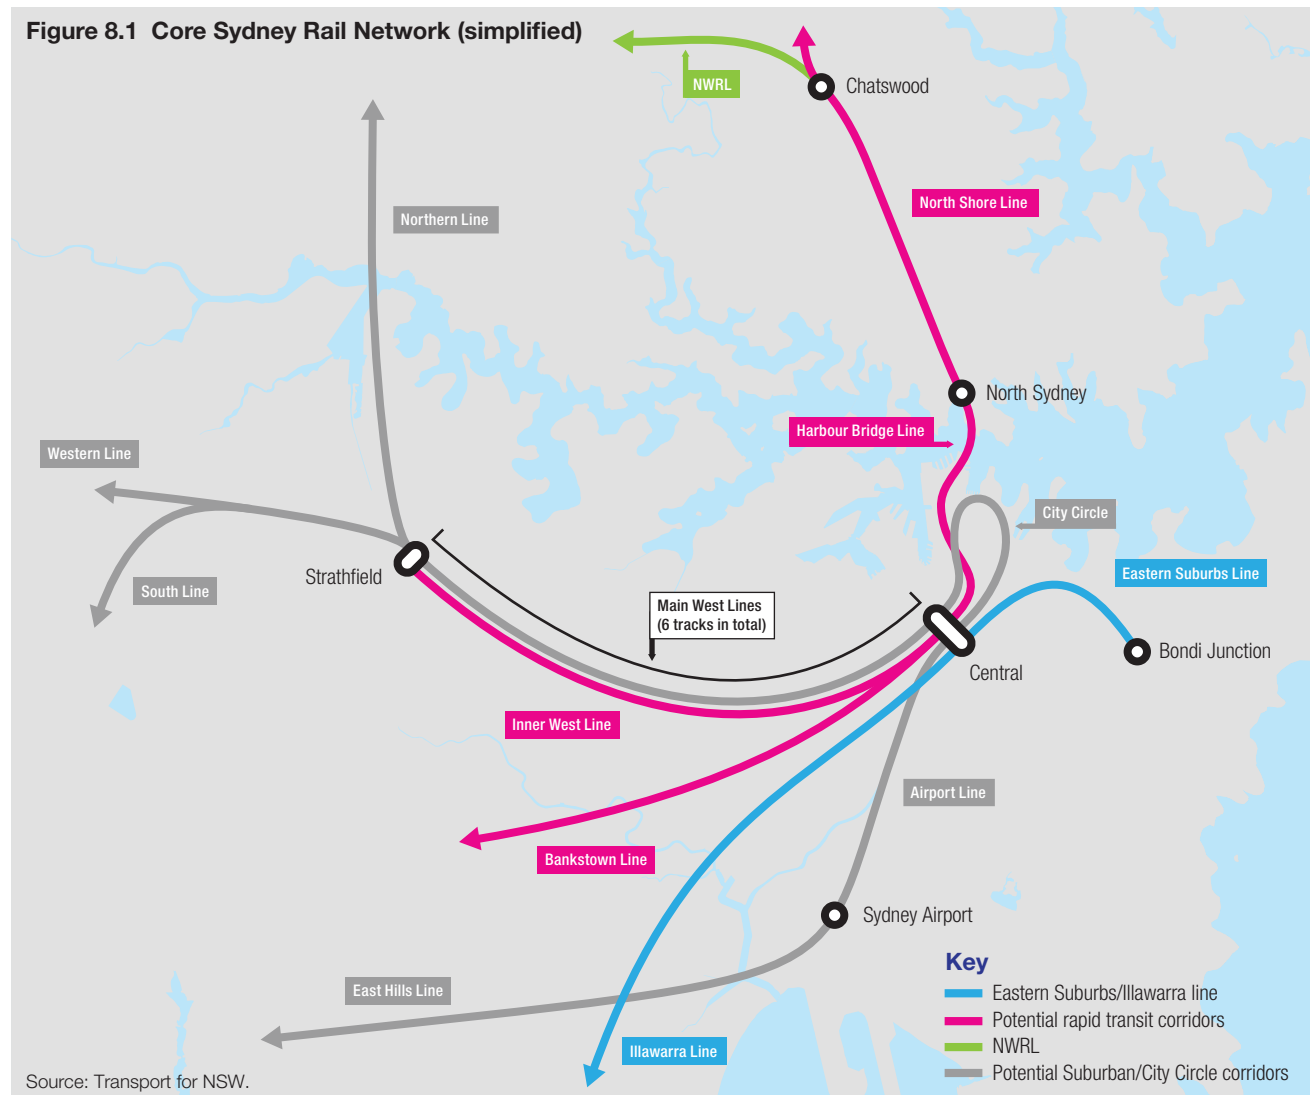 Figure 8.1 Core Sydney Rail Network (simplified)
NWRL
Chatswood
North Shore Line
Northern Line
North Sydney
Harbour Bridge Line
Western Line
City Circle
Eastern Suburbs Line
Strathfield
South Line
Main West Lines
(6 tracks in total)
Bondi Junction
Central
Inner West Line
Airport Line
Bankstown Line
Sydney Airport
East Hills Line
Illawarra Line
Key
Eastern Suburbs/Illawarra line
Potential rapid transit corridors
NWRL
Potential Suburban/City Circle corridors
Source: Transport for NSW.